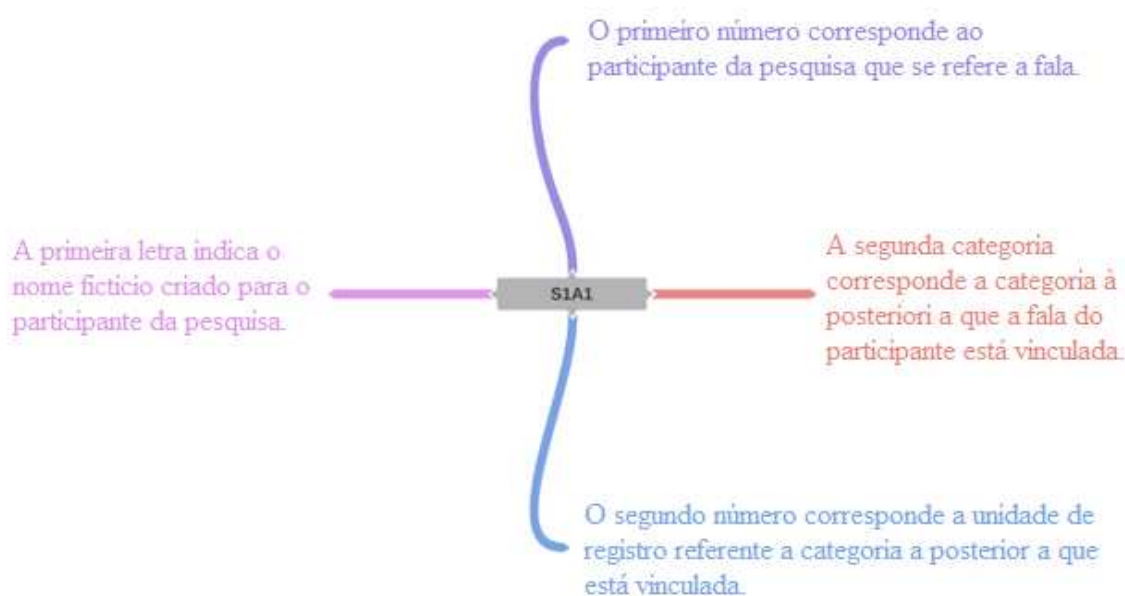 O primeiro número corresponde ao
participante da pesquisa que se refere a fala.
A primeira letra indica o
nome fictício criado para o
participante da pesquisa.
S1A1
A segunda categoria
corresponde a categoria à
posteriori a que a fala do
participante está vinculada.
O segundo número corresponde a unidade de
registro referente a categoria a posterior a que
está vinculada.